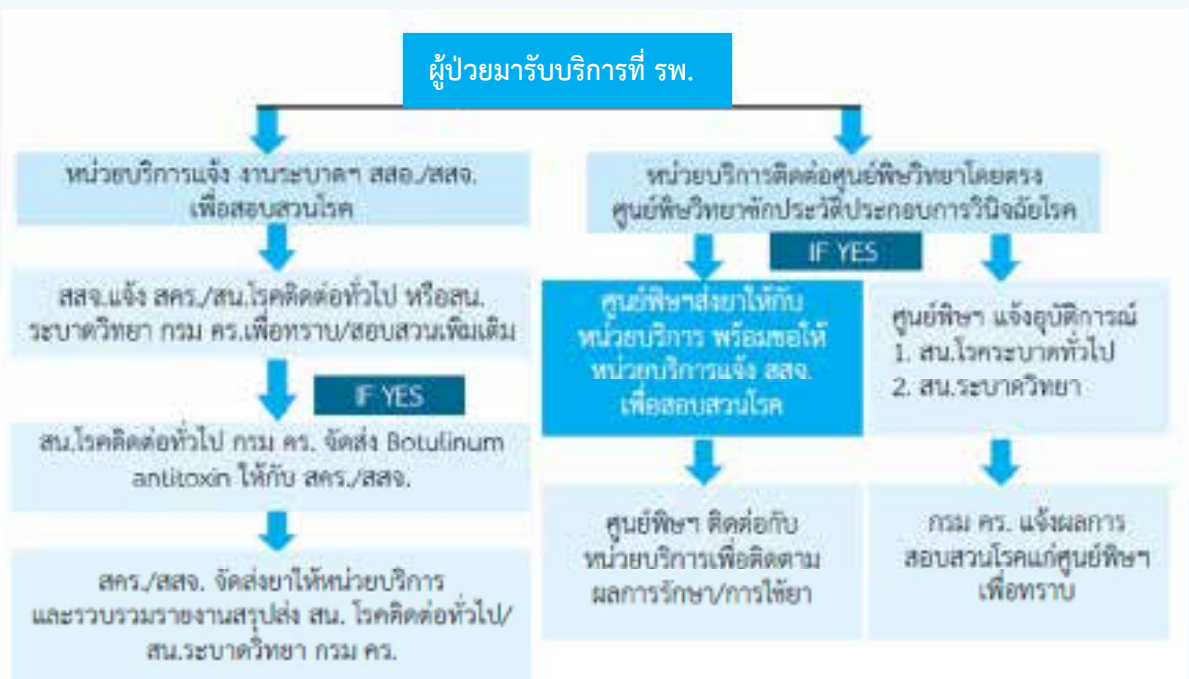 ผู้ป่วยมารับบริการที่ รพ.
หน่วยบริการแจ้ง งานระบาดฯ สสอ./สสจ.
เพื่อสอบสวนโรค
สสจ.แจ้ง สคร./สน.โรคติดต่อทั่วไป หรือสน.
ระบาดวิทยา กรม คร.เพื่อทราบ/สอบสวนเพิ่มเติม
IF YES
สน.โรคติดต่อทั่วไป กรม คร. จัดส่ง Botulinum
antitoxin ให้กับ สคร./สสจ.
สคร./สสจ. จัดส่งยาให้หน่วยบริการ
และรวบรวมรายงานสรุปส่ง สน. โรคติดต่อทั่วไป/
สน.ระบาดวิทยา กรม คร.
หน่วยบริการติดต่อศูนย์พิษวิทยาโดยตรง
ศูนย์พิษวิทยาซักประวัติประกอบการวินิจฉัยโรค
IF YES
ศูนย์พิษฯส่งยาให้กับ
หน่วยบริการ พร้อมขอให้
หน่วยบริการแจ้ง สสจ.
เพื่อสอบสวนโรค
ศูนย์พิษฯ ติดต่อกับ
หน่วยบริการเพื่อติดตาม
ผลการรักษา/การใช้ยา
ศูนย์พิษฯ แจ้งอุบัติการณ์
1. สน.โรคระบาดทั่วไป
2. สน.ระบาดวิทยา
กรม คร. แจ้งผลการ
สอบสวนโรคแก่ศูนย์พิษฯ
เพื่อทราบ